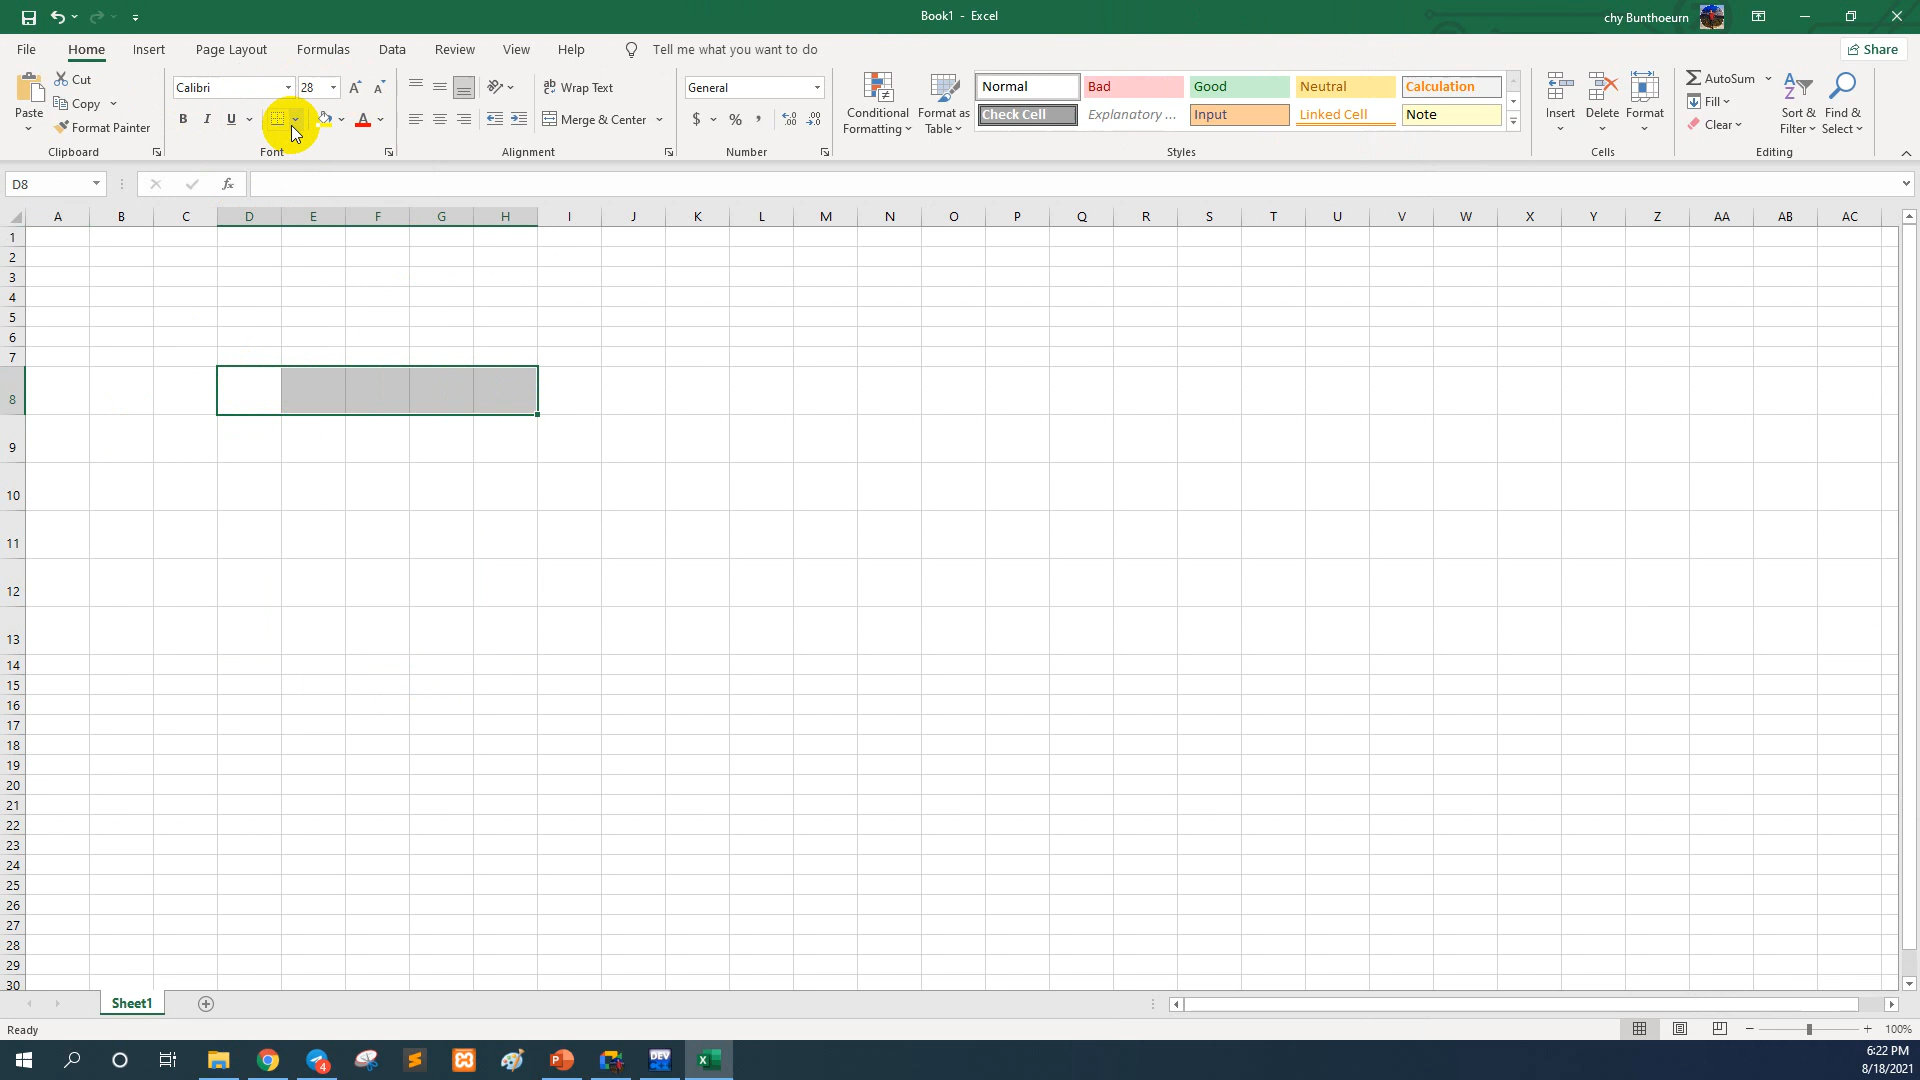 Book1 - Excel
chy Bunthoeurn
File Home Insert Page Layout Formulas Data Review View Help Tell me what you want to do Share
Paste
Cut
Copy
Format Painter
Clipboard
Calibri 28
B I U A
Font
Wrap Text
Merge & Center
Alignment
General
$ % ,
Number
Conditional Formatting
Format as Table
Normal Bad Good Neutral Calculation
Check Cell Explanatory ... Input Linked Cell Note
Styles
Insert Delete Format
Cells
AutoSum
Fill
Clear
Sort & Filter
Find & Select
Editing
D8 fx
A B C D E F G H I J K L M N O P Q R S T U V W X Y Z AA AB AC
1
2
3
4
5
6
7
8
9
10
11
12
13
14
15
16
17
18
19
20
21
22
23
24
25
26
27
28
29
30
Sheet1
Ready
100%
4
DEV
6:22 PM
8/18/2021